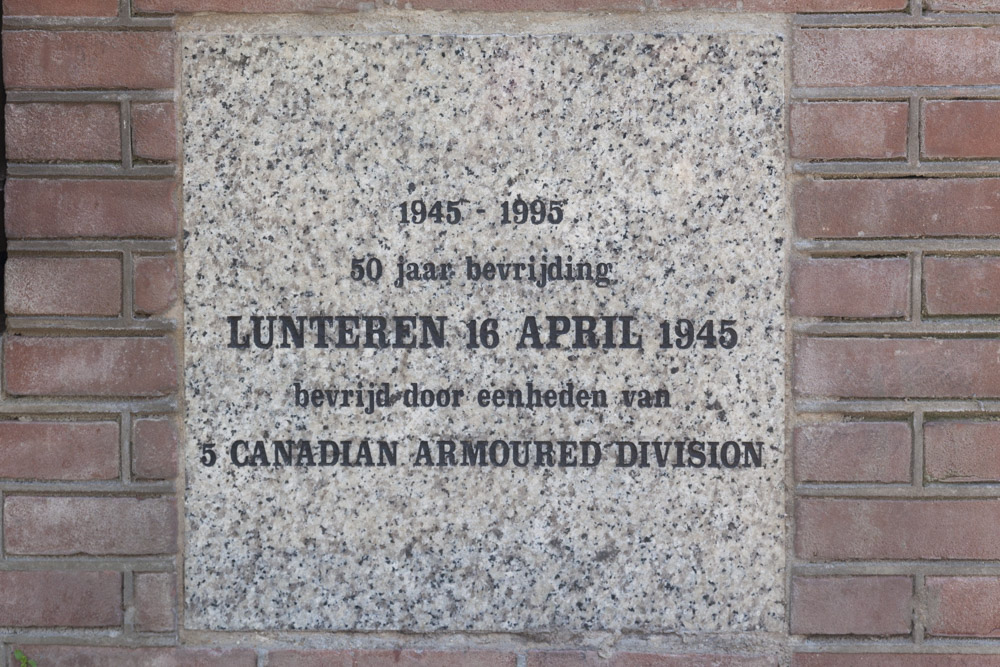 1945 - 1995
50 jaar bevrijding
LUNTEREN 16 APRIL 1945
bevrijd door eenheden van
5 CANADIAN ARMOURED DIVISION